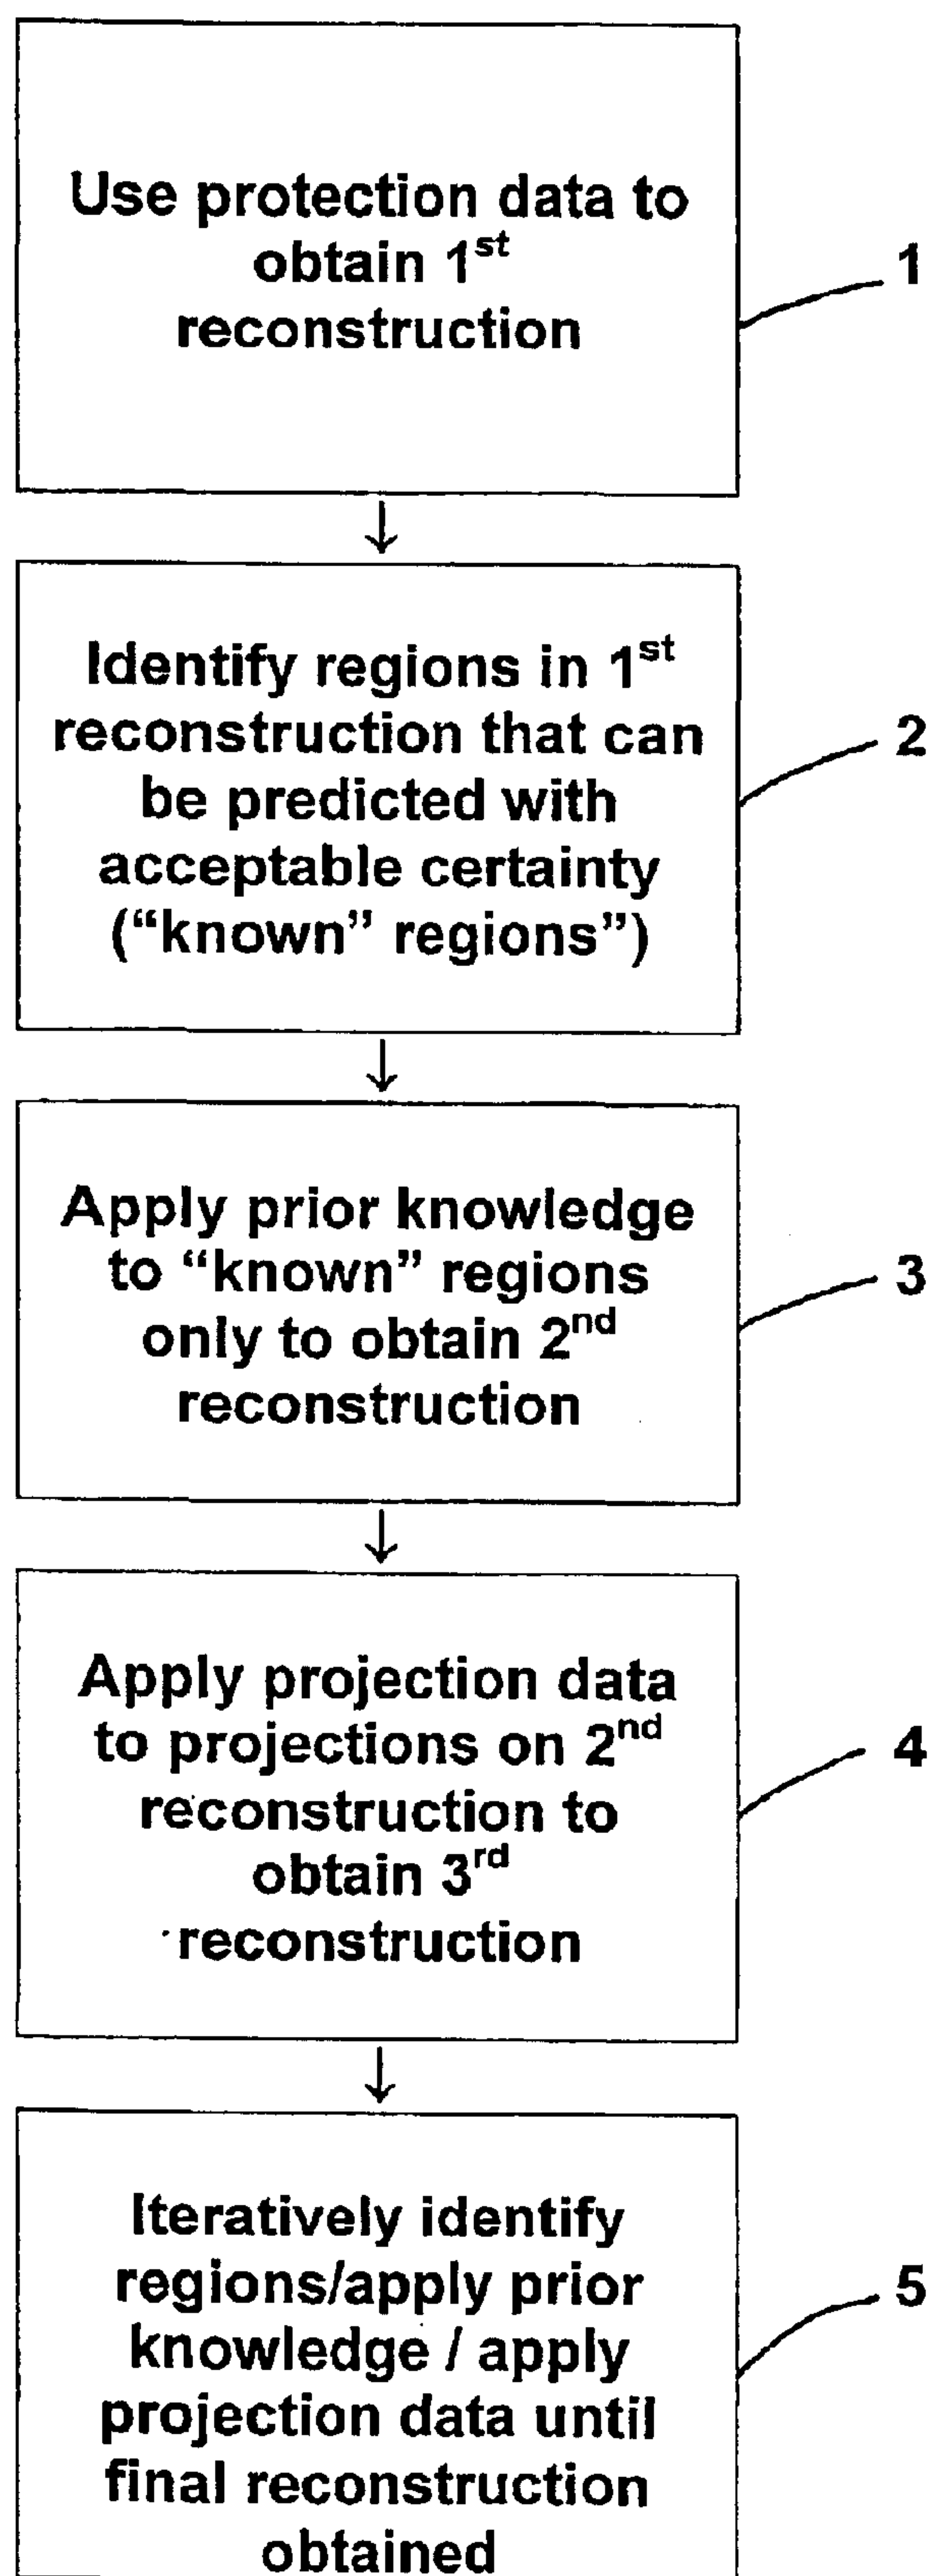 Use protection data to
obtain 1st
reconstruction
1
Identify regions in 1st
reconstruction that can
be predicted with
acceptable certainty
(“known” regions”)
2
Apply prior knowledge
to “known” regions
only to obtain 2nd
reconstruction
3
Apply projection data
to projections on 2nd
reconstruction to
obtain 3rd
reconstruction
4
Iteratively identify
regions/apply prior
knowledge / apply
projection data until
final reconstruction
obtained
5